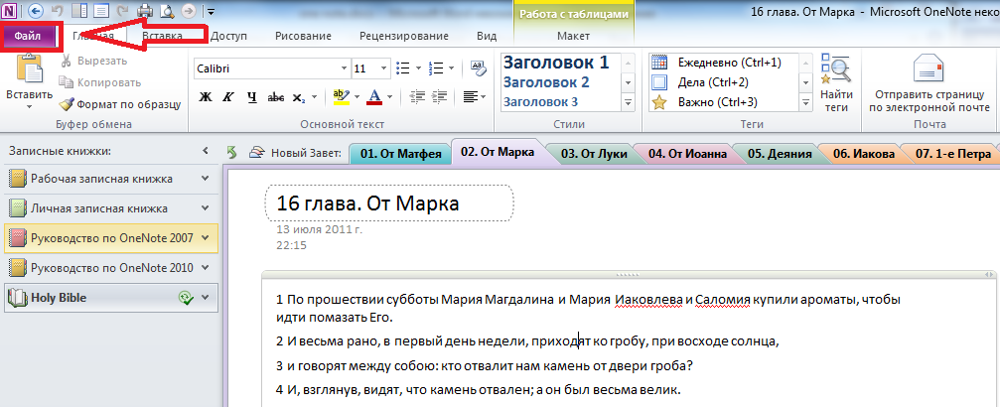 Работа с таблицами
16 глава. От Марка - Microsoft OneNote неко
Файл Главная Вставка Доступ Рисование Рецензирование Вид Макет
Вставить
Вырезать
Копировать
Формат по образцу
Буфер обмена
Calibri 11
Ж К Ч abc x₂ A
Основной текст
Заголовок 1
Заголовок 2
Заголовок 3
Стили
Ежедневно (Ctrl+1)
Дела (Ctrl+2)
Важно (Ctrl+3)
Найти
теги
Теги
Отправить страницу
по электронной почте
Почта
Записные книжки:
Рабочая записная книжка
Личная записная книжка
Руководство по OneNote 2007
Руководство по OneNote 2010
Holy Bible
Новый Завет: 01. От Матфея 02. От Марка 03. От Луки 04. От Иоанна 05. Деяния 06. Иакова 07. 1-е Петра
16 глава. От Марка
13 июля 2011 г.
22:15
1 По прошествии субботы Мария Магдалина и Мария Иаковлева и Саломия купили ароматы, чтобы
идти помазать Его.
2 И весьма рано, в первый день недели, приходят ко гробу, при восходе солнца,
3 и говорят между собою: кто отвалит нам камень от двери гроба?
4 И, взглянув, видят, что камень отвален; а он был весьма велик.